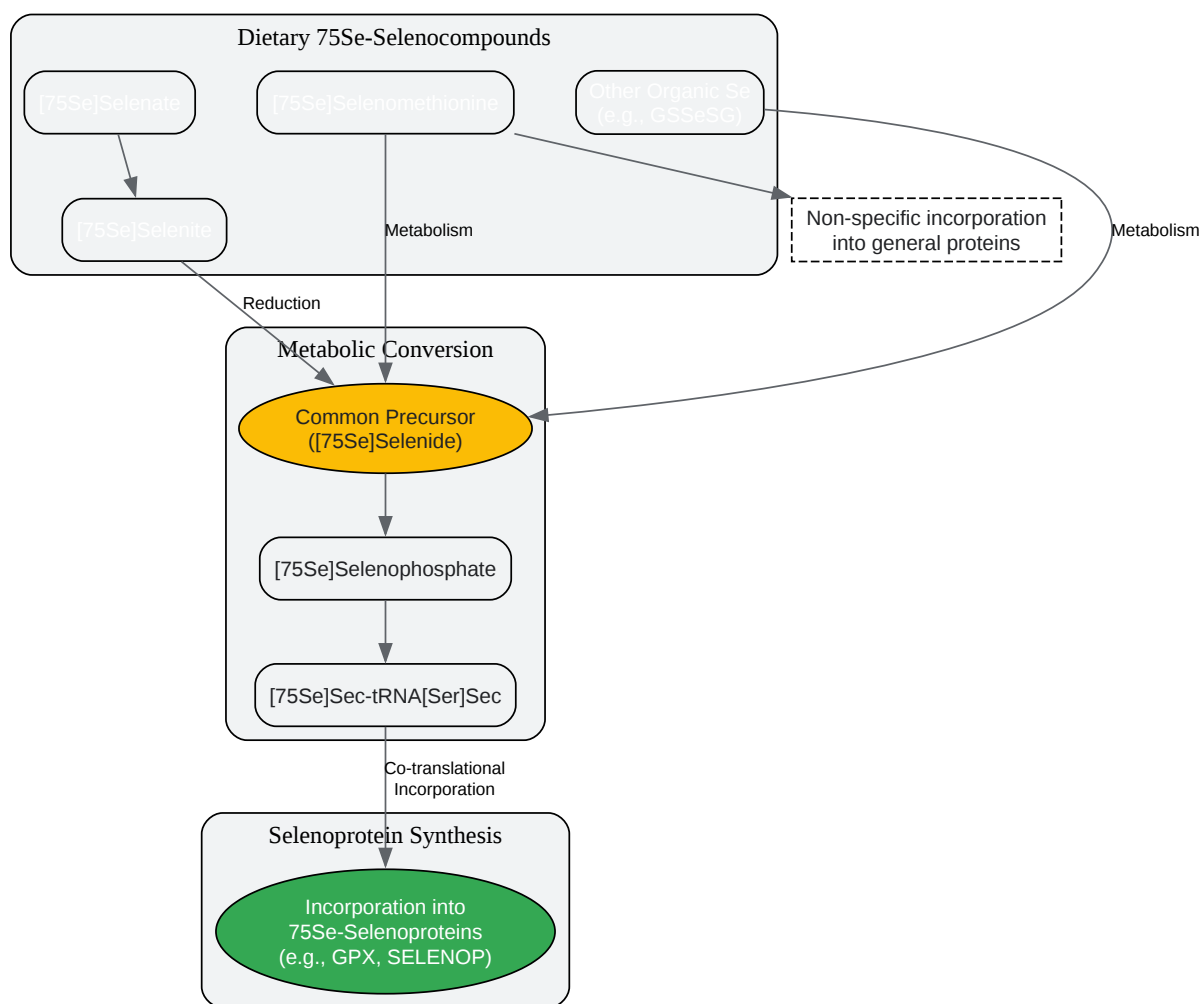 Dietary 75Se-Selenocompounds
[75Se]Selenate
[75Se]Selenomethionine
Other Organic Se
(e.g., GSSeSG)
[75Se]Selenite
Metabolism
Non-specific incorporation
into general proteins
Metabolism
Reduction
Metabolic Conversion
Common Precursor
([75Se]Selenide)
[75Se]Selenophosphate
[75Se]Sec-tRNA[Ser]Sec
Co-translational
Incorporation
Selenoprotein Synthesis
Incorporation into
75Se-Selenoproteins
(e.g., GPX, SELENOP)